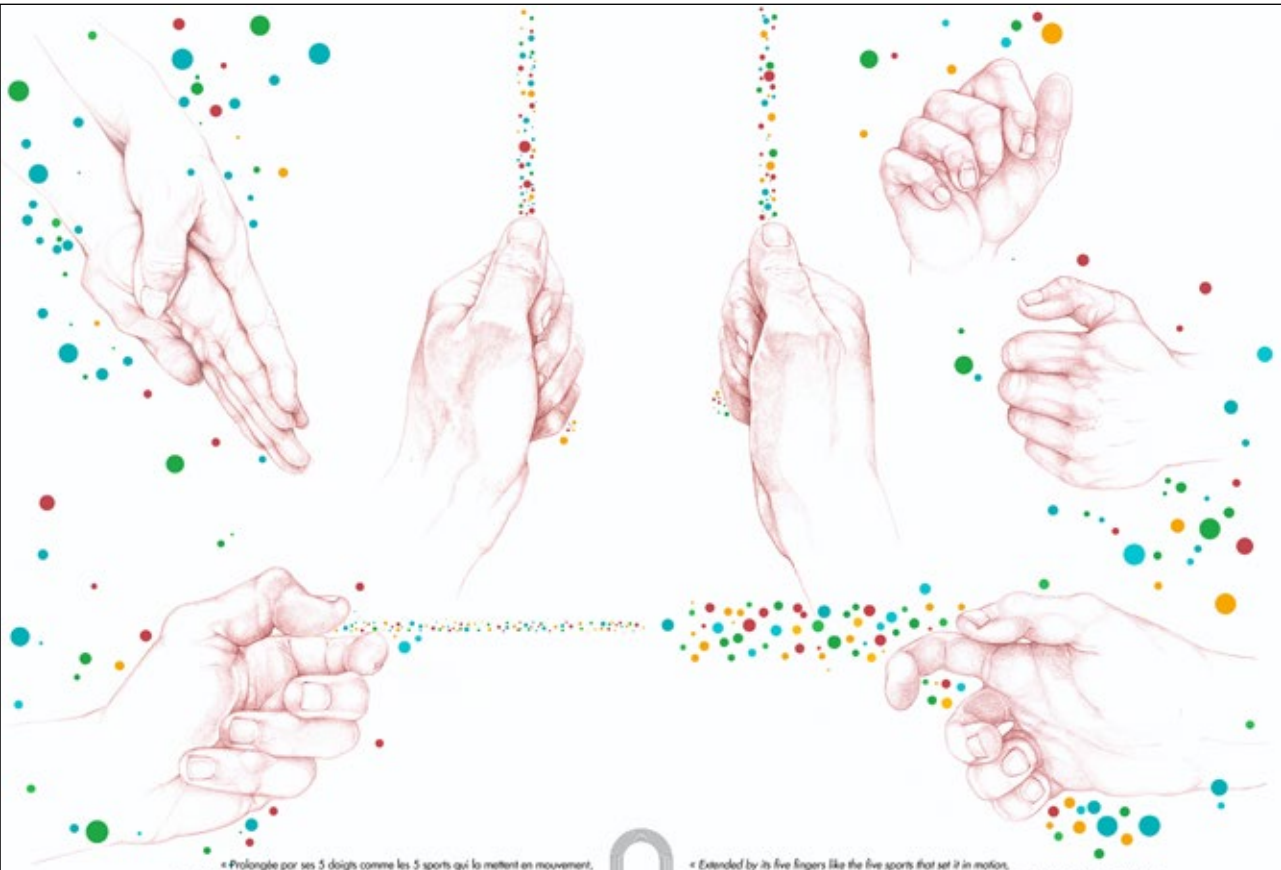 « Prolongée par ses 5 doigts comme les 5 sports qui la mettent en mouvement,
« Extended by its five fingers like the five sports that set it in motion,